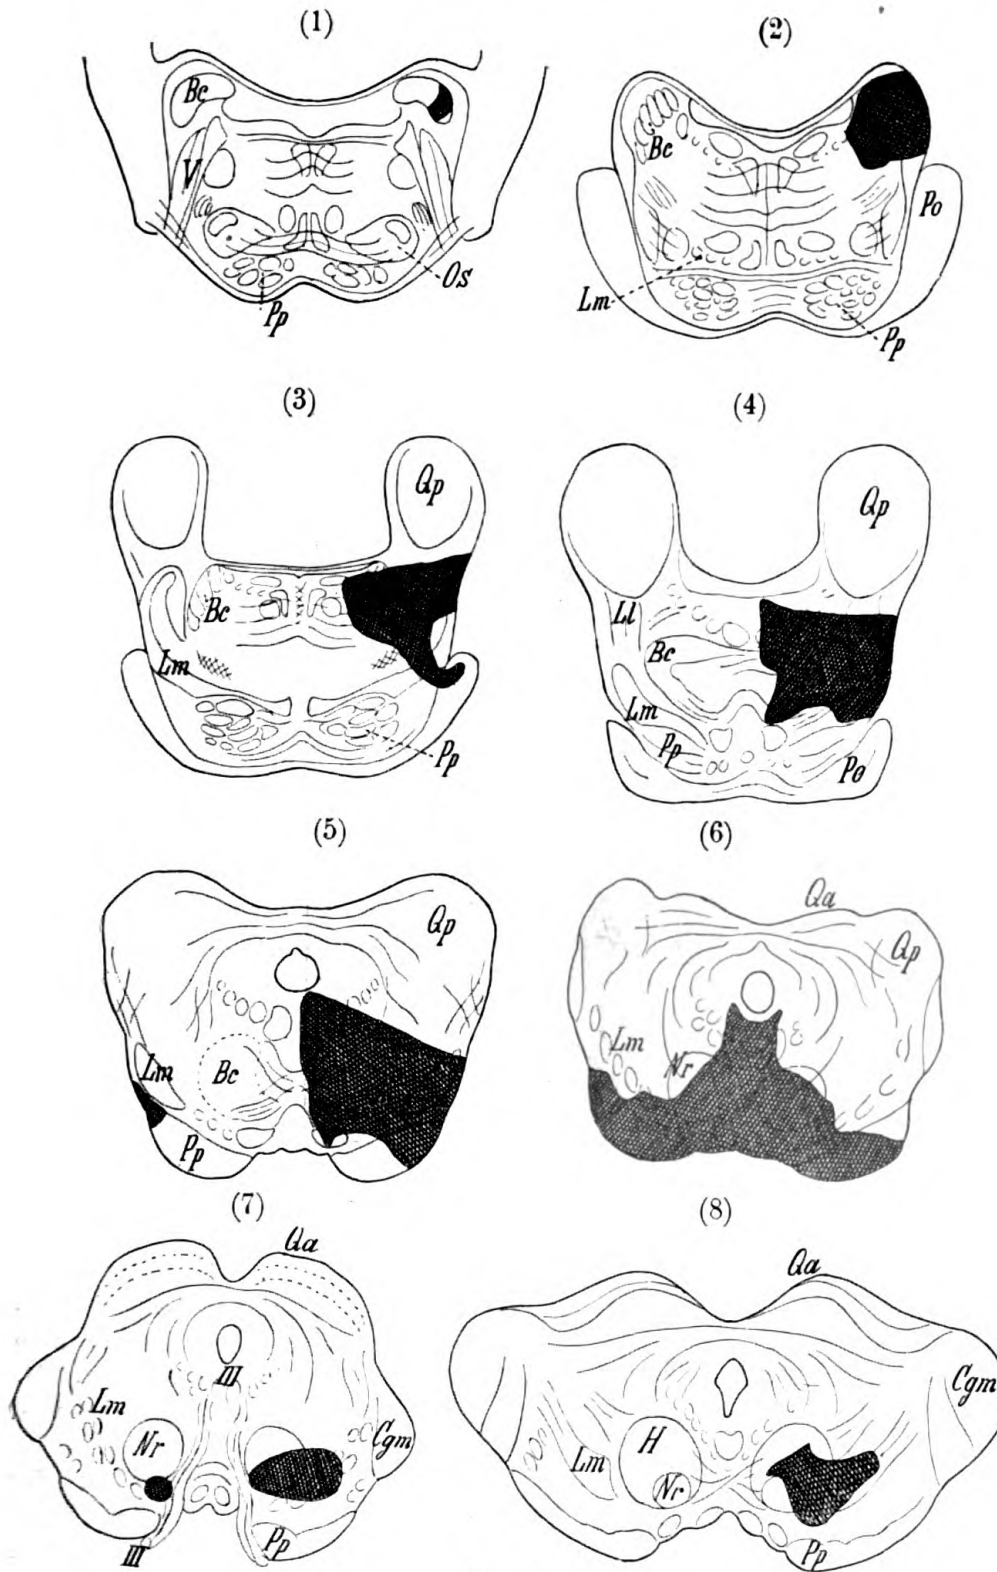 (1)
Bc
V
Os
Pp
(2)
Bc
Po
Lm
Pp
(3)
Qp
Bc
Lm
Pp
(4)
Qp
Ll
Bc
Lm
Pp
Po
(5)
Qp
Lm
Bc
Pp
(6)
Qa
Qp
Lm
Nr
(7)
Qa
III
Lm
Nr
Cgm
III
Pp
(8)
Qa
Cgm
H
Lm
Nr
Pp